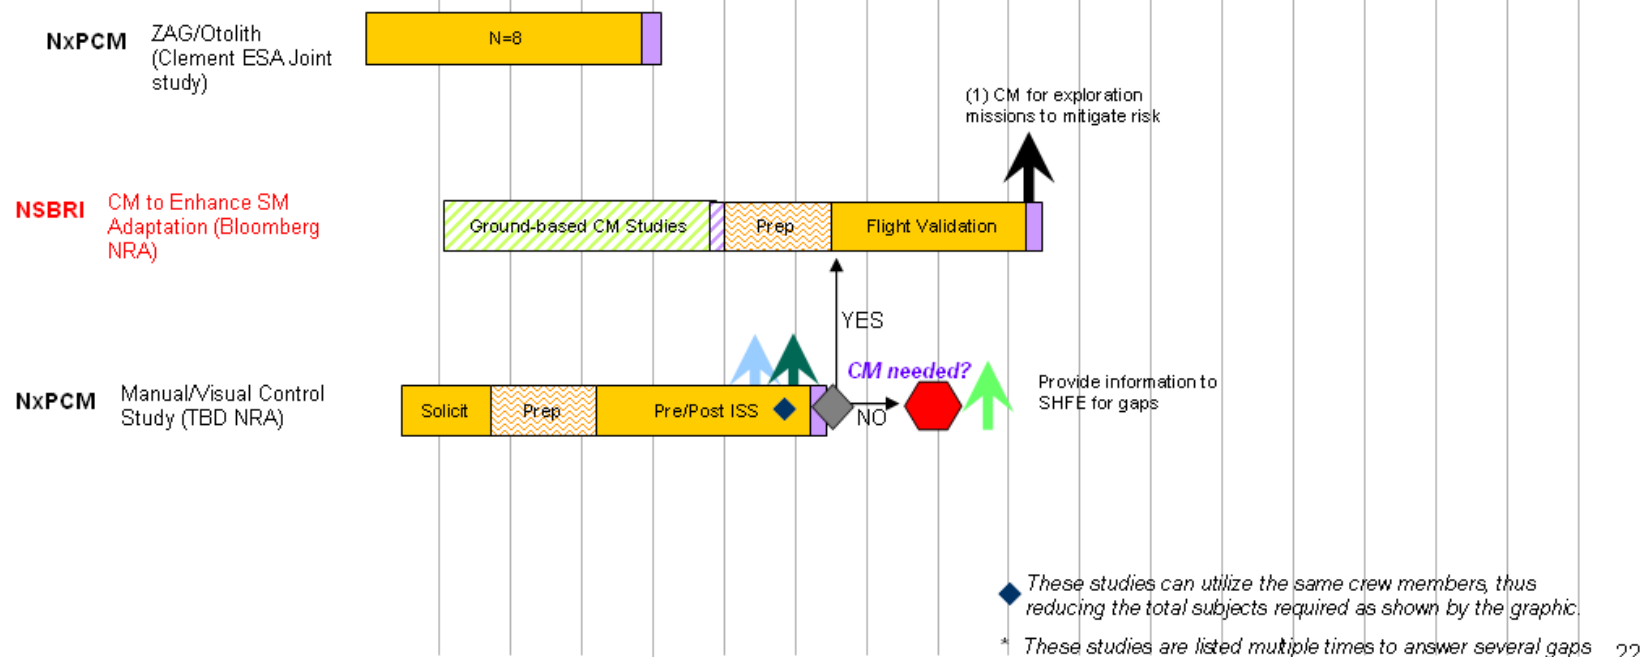 NxPCM ZAG/Otolith
(Clement ESA Joint
study)
N=8
(1) CM for exploration
missions to mitigate risk
NSBRI CM to Enhance SM
Adaptation (Bloomberg
NRA)
Ground-based CM Studies
Prep
Flight Validation
YES
CM needed?
NO
NxPCM Manual/Visual Control
Study (TBD NRA)
Solicit
Prep
Pre/Post ISS
Provide information to
SHFE for gaps
These studies can utilize the same crew members, thus
reducing the total subjects required as shown by the graphic.
* These studies are listed multiple times to answer several gaps
22